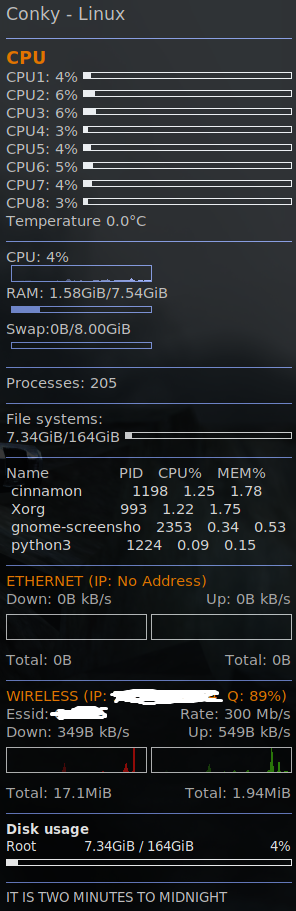 Conky - Linux
CPU
CPU1: 4%
CPU2: 6%
CPU3: 6%
CPU4: 3%
CPU5: 4%
CPU6: 5%
CPU7: 4%
CPU8: 3%
Temperature 0.0°C
CPU: 4%
RAM: 1.58GiB/7.54GiB
Swap:0B/8.00GiB
Processes: 205
File systems:
7.34GiB/164GiB
Name PID CPU% MEM%
cinnamon 1198 1.25 1.78
Xorg 993 1.22 1.75
gnome-screensho 2353 0.34 0.53
python3 1224 0.09 0.15
ETHERNET (IP: No Address)
Down: 0B kB/s Up: 0B kB/s
Total: 0B Total: 0B
WIRELESS (IP: Q: 89%)
Essid: Rate: 300 Mb/s
Down: 349B kB/s Up: 549B kB/s
Total: 17.1MiB Total: 1.94MiB
Disk usage
Root 7.34GiB / 164GiB 4%
IT IS TWO MINUTES TO MIDNIGHT